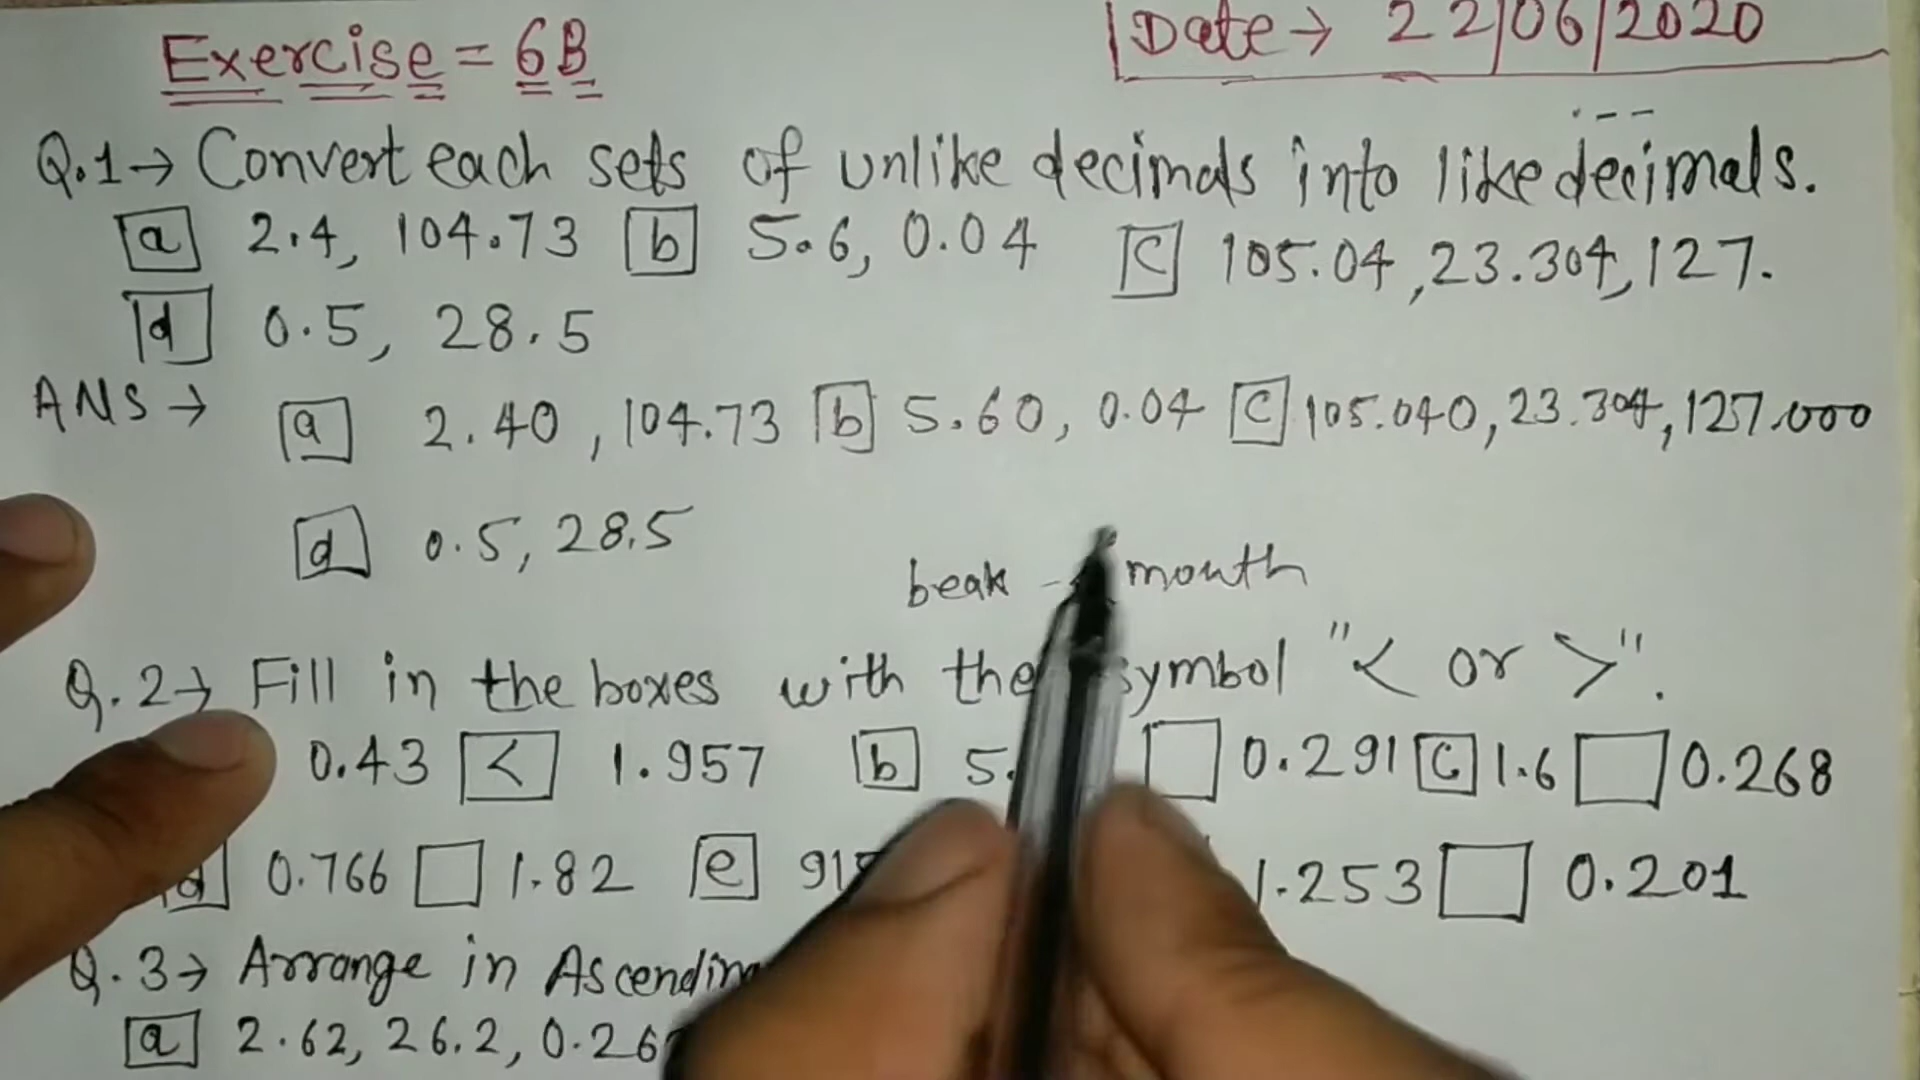 Exercise = 6B
Date → 22/06/2020
Q.1→ Convert each sets of unlike decimals into like decimals.
a 2.4, 104.73 b 5.6, 0.04 c 105.04, 23.304, 127.
d 0.5, 28.5
ANS → a 2.40, 104.73 b 5.60, 0.04 c 105.040, 23.304, 127.000
d 0.5, 28.5
beak mouth
Q.2→ Fill in the boxes with the symbol "< or >".
0.43 < 1.957 b 5. 0.291 c 1.6 0.268
d 0.766 1.82 e 91 1.253 0.201
Q.3→ Arrange in
a 2.62, 26.2, 0.26